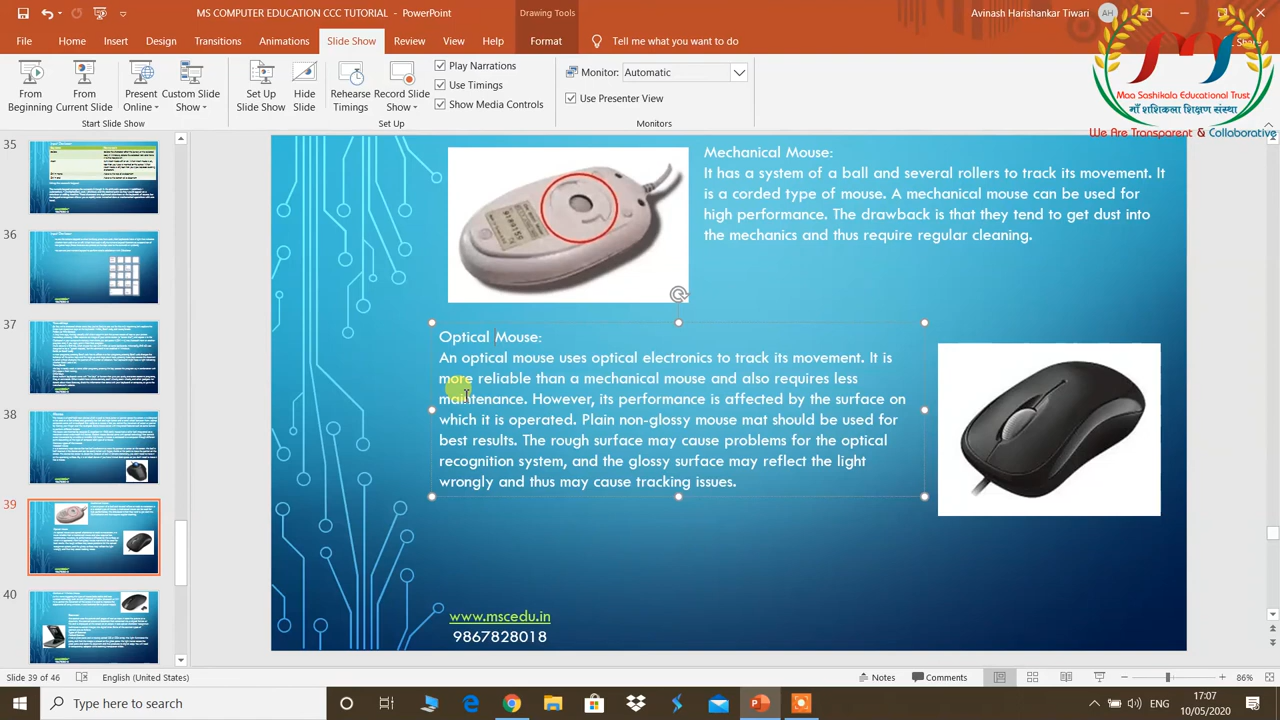 MS COMPUTER EDUCATION CCC TUTORIAL - PowerPoint
Drawing Tools
Avinash Harishankar Tiwari
AH
File
Home
Insert
Design
Transitions
Animations
Slide Show
Review
View
Help
Format
Tell me what you want to do
Share
From Beginning
From Current Slide
Present Online
Custom Slide Show
Set Up Slide Show
Hide Slide
Rehearse Timings
Record Slide Show
Play Narrations
Use Timings
Show Media Controls
Monitor: Automatic
Use Presenter View
Start Slide Show
Set Up
Monitors
Maa Sashikala Educational Trust
माँ शशिकला शिक्षण संस्था
We Are Transparent & Collaborative
35
36
37
38
39
40
Mechanical Mouse:
It has a system of a ball and several rollers to track its movement. It
is a corded type of mouse. A mechanical mouse can be used for
high performance. The drawback is that they tend to get dust into
the mechanics and thus require regular cleaning.
Optical Mouse:
An optical mouse uses optical electronics to track its movement. It is
more reliable than a mechanical mouse and also requires less
maintenance. However, its performance is affected by the surface on
which it is operated. Plain non-glossy mouse mat should be used for
best results. The rough surface may cause problems for the optical
recognition system, and the glossy surface may reflect the light
wrongly and thus may cause tracking issues.
www.mscedu.in
9867828018
Slide 39 of 46
English (United States)
Notes
Comments
86%
Type here to search
ENG
17:07
10/05/2020